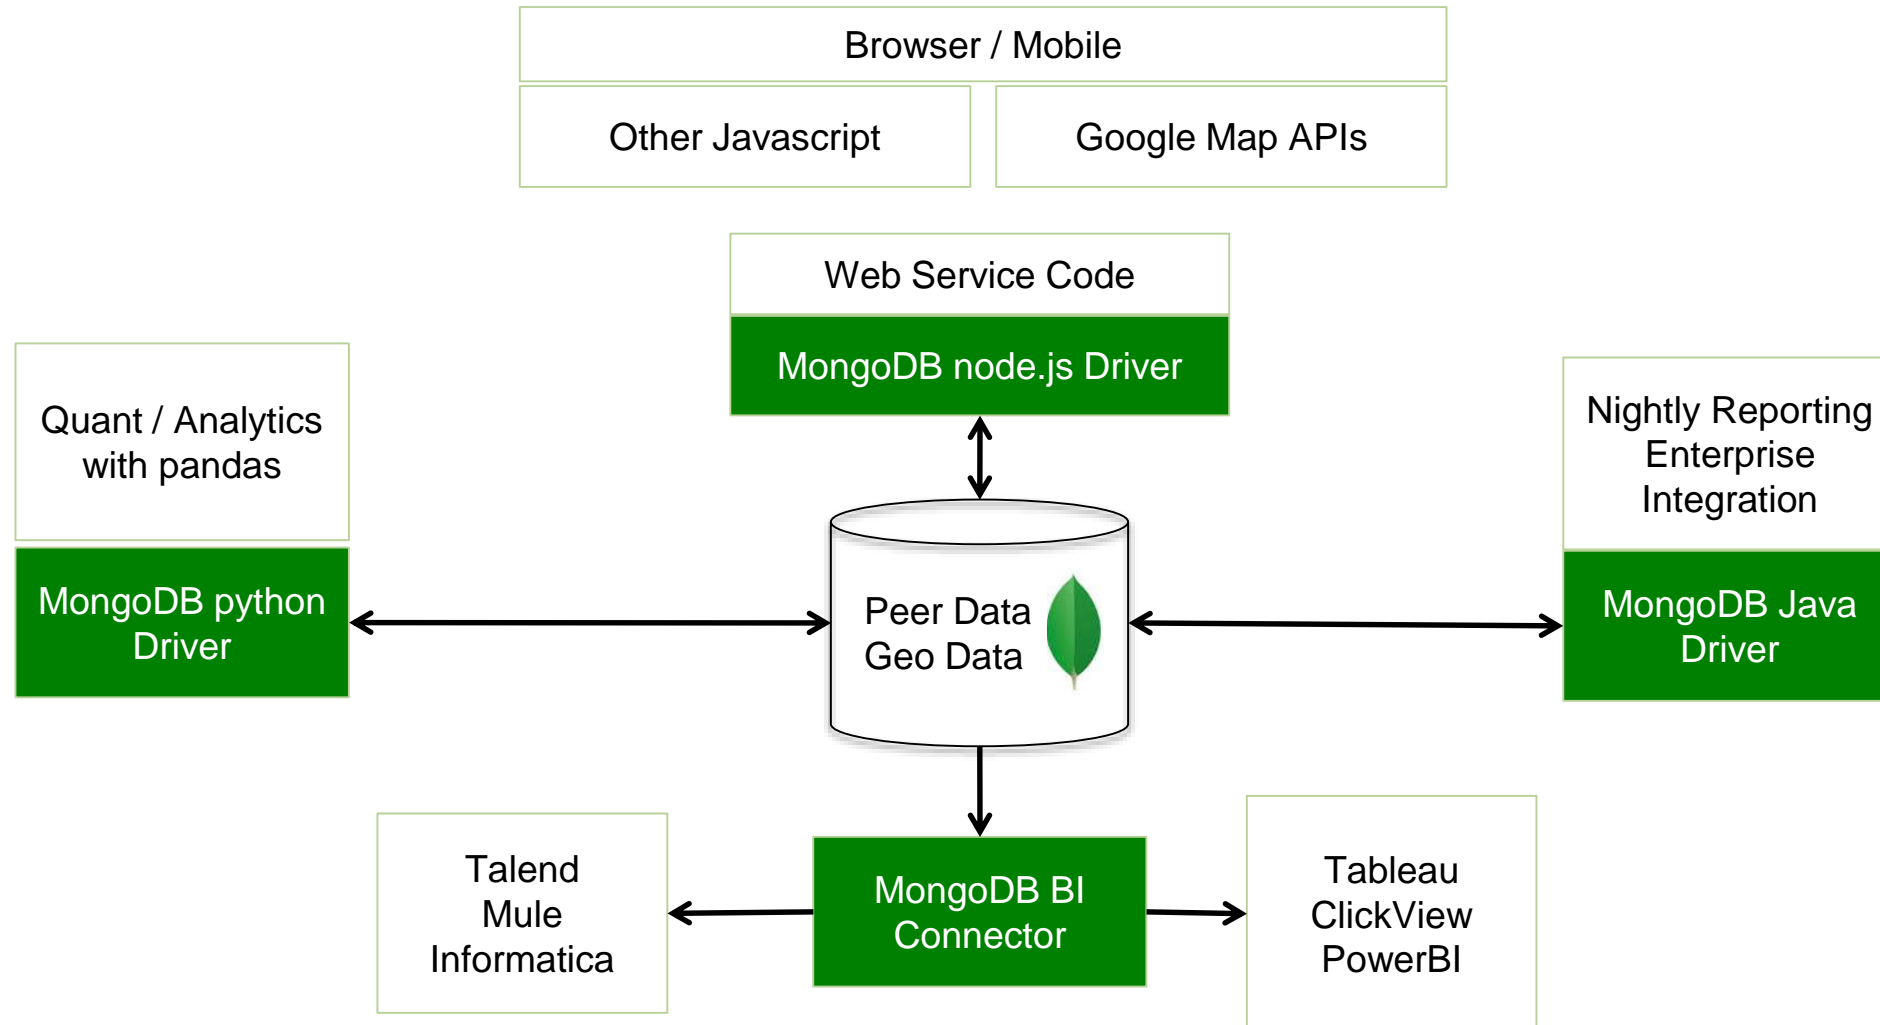 Browser / Mobile
Other Javascript
Google Map APIs
Web Service Code
MongoDB node.js Driver
Quant / Analytics
with pandas
MongoDB python
Driver
Peer Data
Geo Data
Nightly Reporting
Enterprise
Integration
MongoDB Java
Driver
Talend
Mule
Informatica
MongoDB BI
Connector
Tableau
ClickView
PowerBI